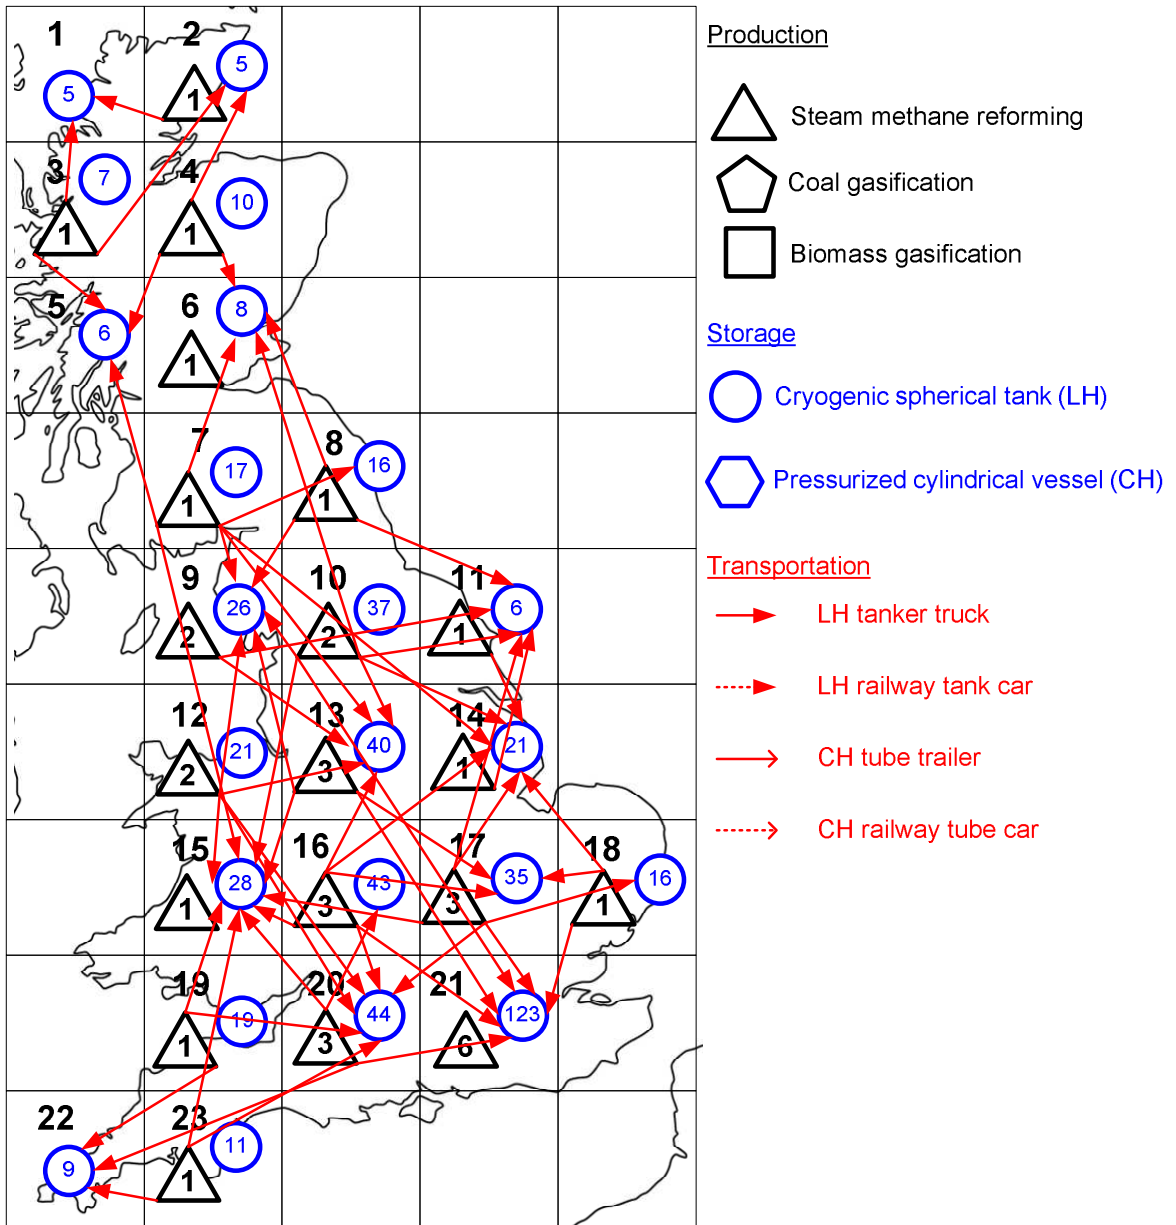 1 2
5 5
1
3 4
7 10
1 1
5 6
6 8
1
7 8
17 16
1 1
9 10 11
26 37 6
2 2 1
12 13 14
21 40 21
2 3 1
15 16 17 18
28 43 35 16
1 3 3 1
19 20 21
19 44 123
1 3 6
22 23
9 11
1
Production
Steam methane reforming
Coal gasification
Biomass gasification
Storage
Cryogenic spherical tank (LH)
Pressurized cylindrical vessel (CH)
Transportation
LH tanker truck
LH railway tank car
CH tube trailer
CH railway tube car